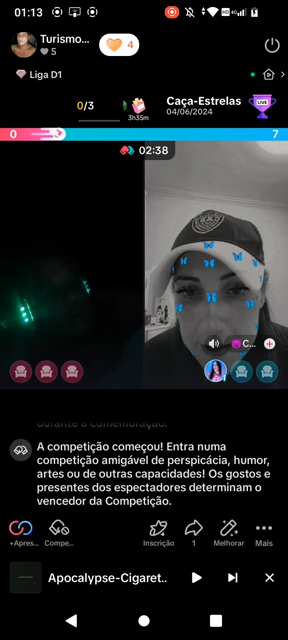 01:13
HD 4G
Turismo...
5
4
Liga D1
0/3
3h35m
Caça-Estrelas
04/06/2024
LIVE
0
7
02:38
C...
durante a comemoração.
A competição começou! Entra numa
competição amigável de perspicácia, humor,
artes ou de outras capacidades! Os gostos e
presentes dos espectadores determinam o
vencedor da Competição.
+Apres...
Compe...
Inscrição
1
Melhorar
Mais
Apocalypse-Cigaret..